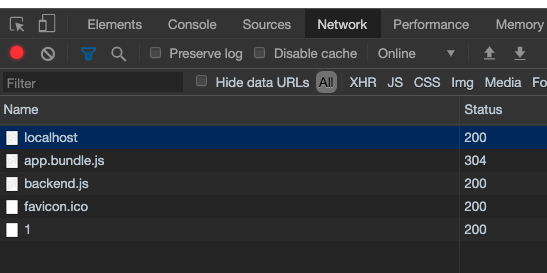 Elements Console Sources Network Performance Memory
Preserve log Disable cache Online
Filter Hide data URLs All XHR JS CSS Img Media Fo
Name Status
localhost 200
app.bundle.js 304
backend.js 200
favicon.ico 200
1 200